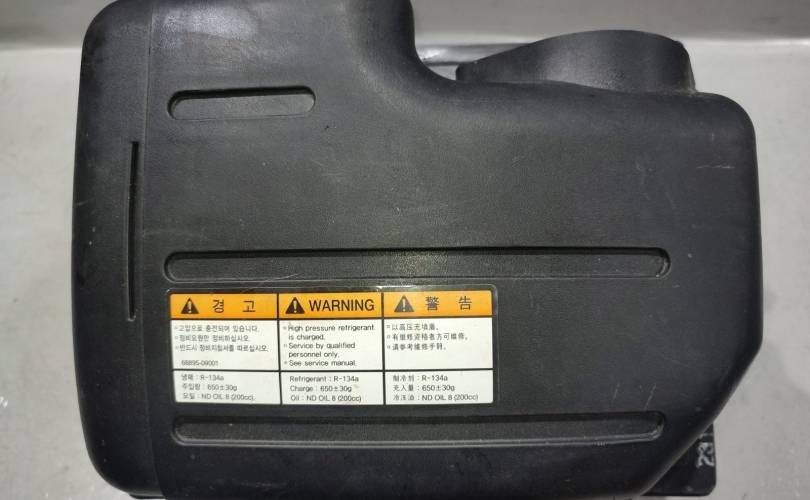 경 고
고압으로 충전되어 있습니다.
정비요원만 정비하십시오.
반드시 정비지침서를 따르십시오.
68895-09001
냉매 : R-134a
주입량 : 650±30g
오일 : ND OIL 8 (200cc)
WARNING
High pressure refrigerant
is charged.
Service by qualified
personnel only.
See service manual.
Refrigerant : R-134a
Charge : 650±30g
Oil : ND OIL 8 (200cc)
警 告
以高压充填着。
有维修资格者方可维修。
请参考维修手册。
制冷剂 : R-134a
充入量 : 650±30g
冷冻油 : ND OIL 8 (200cc)